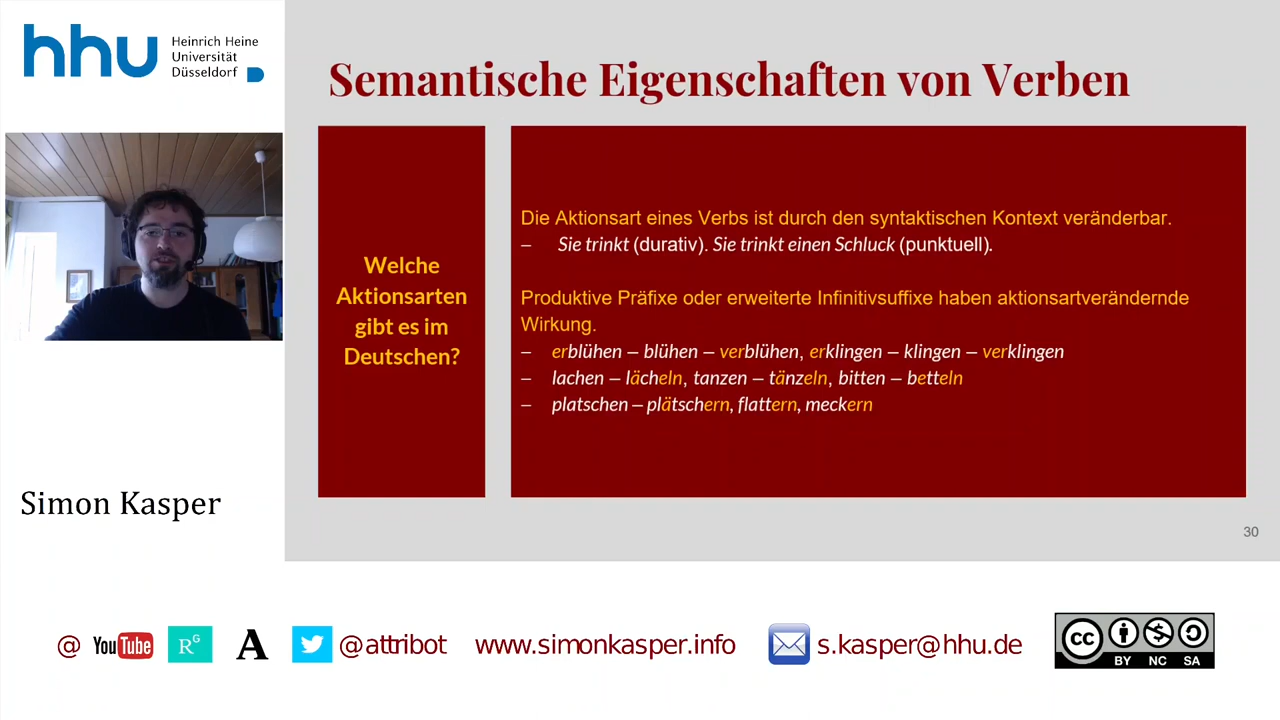 hhu Heinrich Heine
Universität
Düsseldorf
Semantische Eigenschaften von Verben
Welche
Aktionsarten
gibt es im
Deutschen?
Die Aktionsart eines Verbs ist durch den syntaktischen Kontext veränderbar.
– Sie trinkt (durativ). Sie trinkt einen Schluck (punktuell).
Produktive Präfixe oder erweiterte Infinitivsuffixe haben aktionsartverändernde
Wirkung.
– erblühen – blühen – verblühen, erklingen – klingen – verklingen
– lachen – lächeln, tanzen – tänzeln, bitten – betteln
– platschen – plätschern, flattern, meckern
Simon Kasper
30
@ YouTube RG A @attribot www.simonkasper.info s.kasper@hhu.de cc
BY NC SA